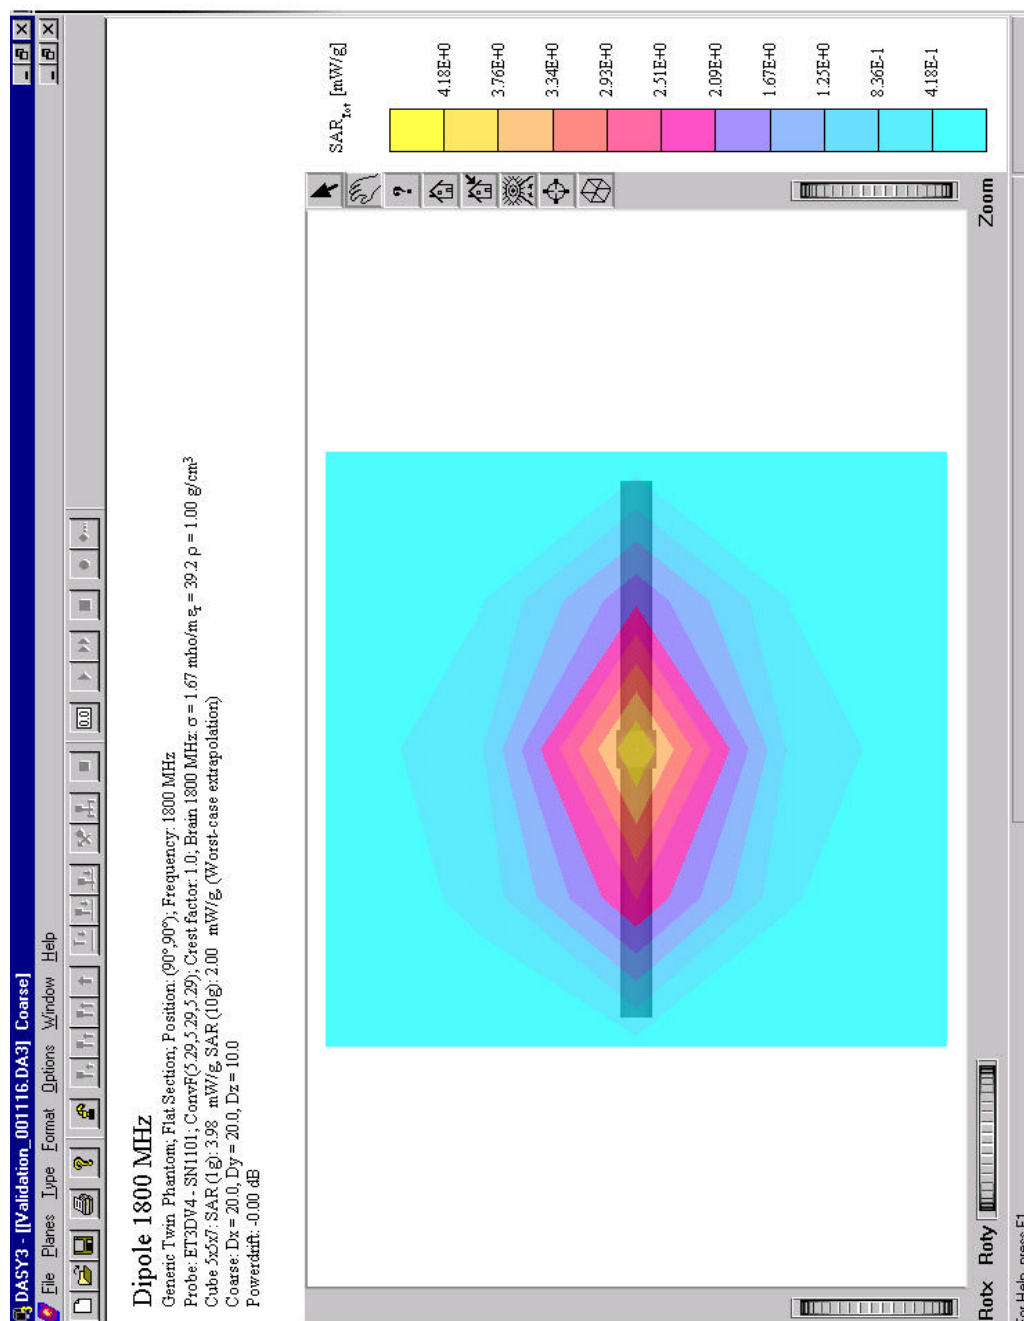 DASY3 - [[Validation_001116.DA3] Coarse]
File Planes Type Format Options Window Help
0.0
Dipole 1800 MHz
Generic Twin Phantom; Flat Section; Position: (90°,90°); Frequency: 1800 MHz
Probe: ET3DV4 - SN1101; ConvF(5.29,5.29,5.29); Crest factor: 1.0; Brain 1800 MHz: σ = 1.67 mho/m εr = 39.2 ρ = 1.00 g/cm³
Cube 5x5x7: SAR (1g): 3.98 mW/g, SAR (10g): 2.00 mW/g, (Worst-case extrapolation)
Coarse: Dx = 20.0, Dy = 20.0, Dz = 10.0
Powerdrift: -0.00 dB
SARTot [mW/g]
4.18E+0
3.76E+0
3.34E+0
2.93E+0
2.51E+0
2.09E+0
1.67E+0
1.25E+0
8.36E-1
4.18E-1
Rotx Roty Zoom
For Help, press F1